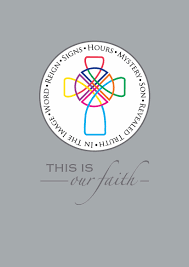 SIGNS • HOURS • MYSTERY • SON • REVEALED TRUTH • IN THE IMAGE • WORD • REIGN •
THIS IS
our faith